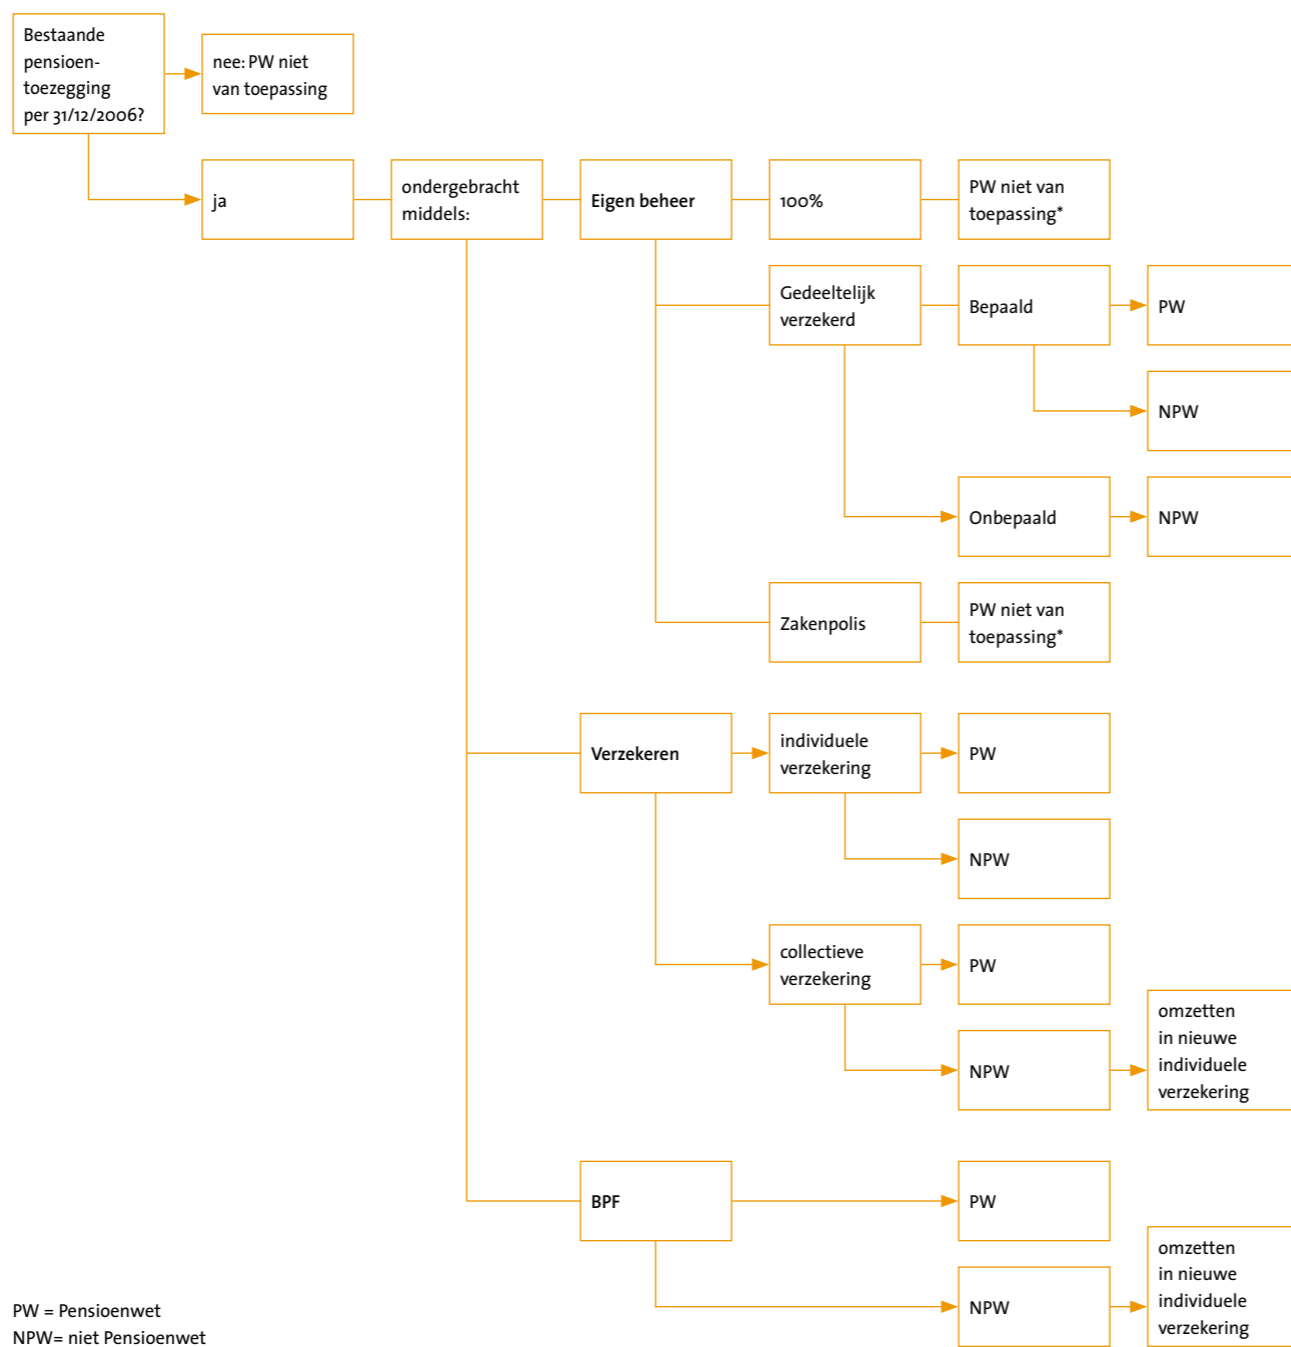 Bestaande
pensioen-
toezegging
per 31/12/2006?
nee: PW niet
van toepassing
ja
ondergebracht
middels:
Eigen beheer
100%
PW niet van
toepassing*
Gedeeltelijk
verzekerd
Bepaald
PW
NPW
Onbepaald
NPW
Zakenpolis
PW niet van
toepassing*
Verzekeren
individuele
verzekering
PW
NPW
collectieve
verzekering
PW
NPW
omzetten
in nieuwe
individuele
verzekering
BPF
PW
NPW
omzetten
in nieuwe
individuele
verzekering
PW = Pensioenwet
NPW= niet Pensioenwet